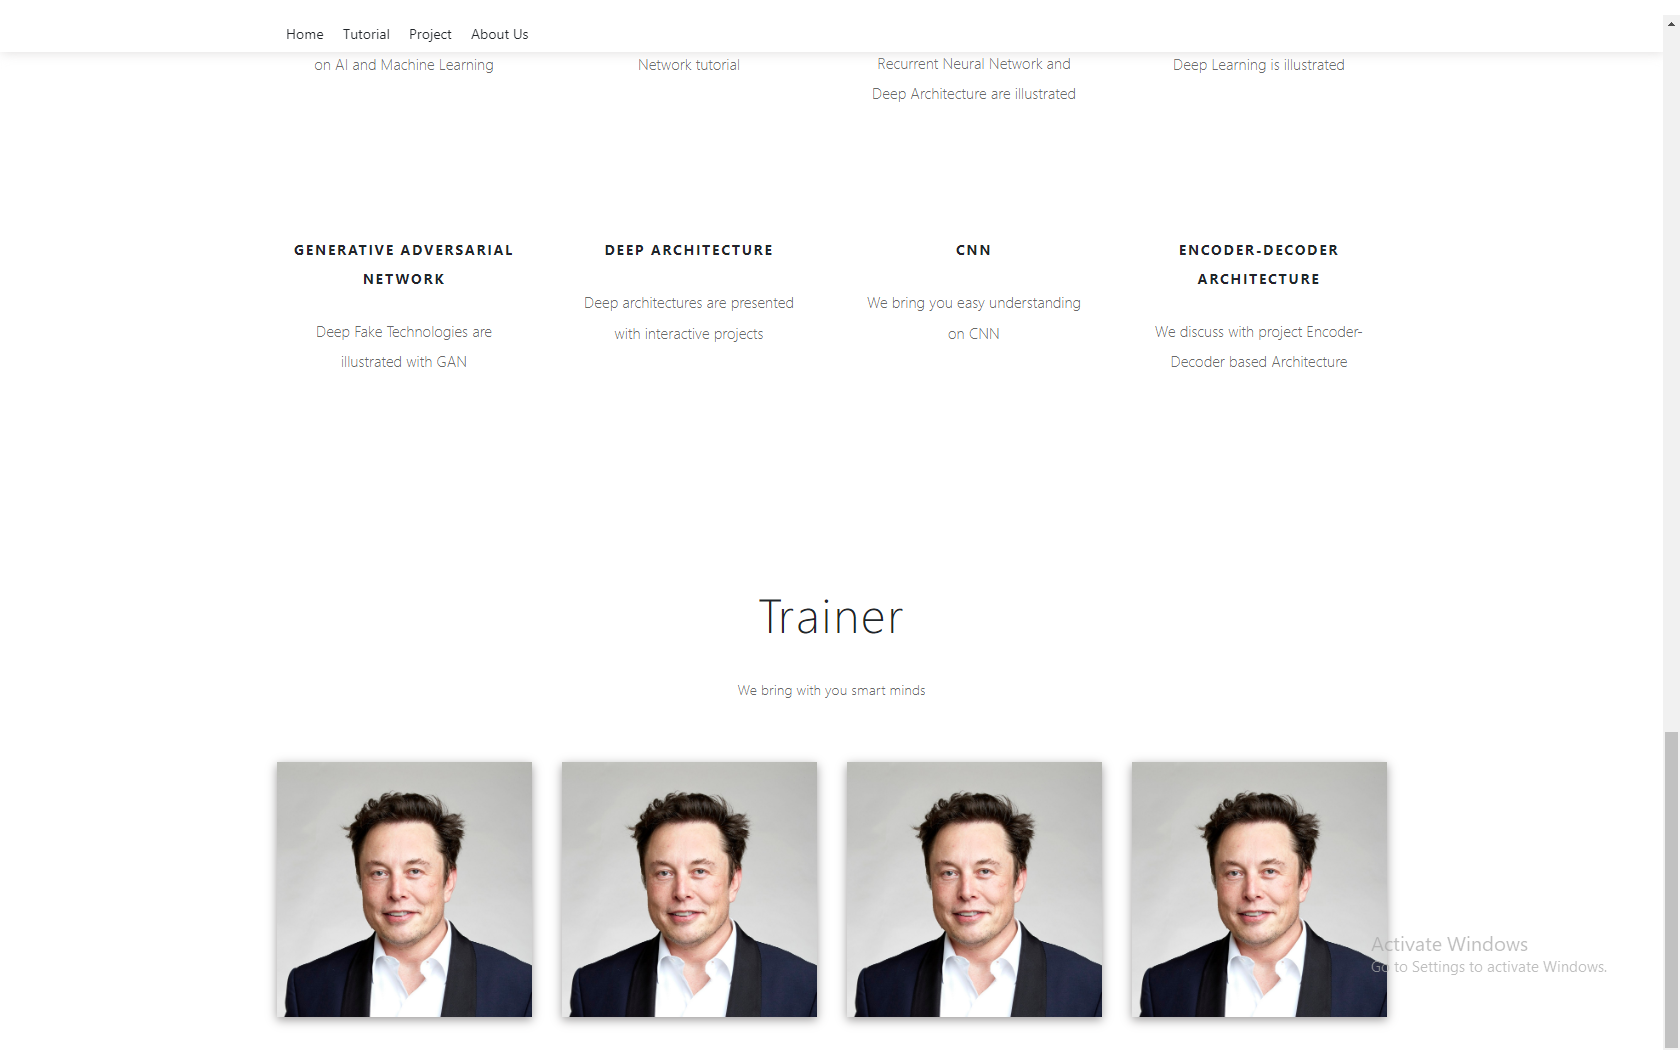 Home Tutorial Project About Us
on AI and Machine Learning
Network tutorial
Recurrent Neural Network and
Deep Architecture are illustrated
Deep Learning is illustrated
GENERATIVE ADVERSARIAL
NETWORK
Deep Fake Technologies are
illustrated with GAN
DEEP ARCHITECTURE
Deep architectures are presented
with interactive projects
CNN
We bring you easy understanding
on CNN
ENCODER-DECODER
ARCHITECTURE
We discuss with project Encoder-
Decoder based Architecture
Trainer
We bring with you smart minds
Activate Windows
Go to Settings to activate Windows.